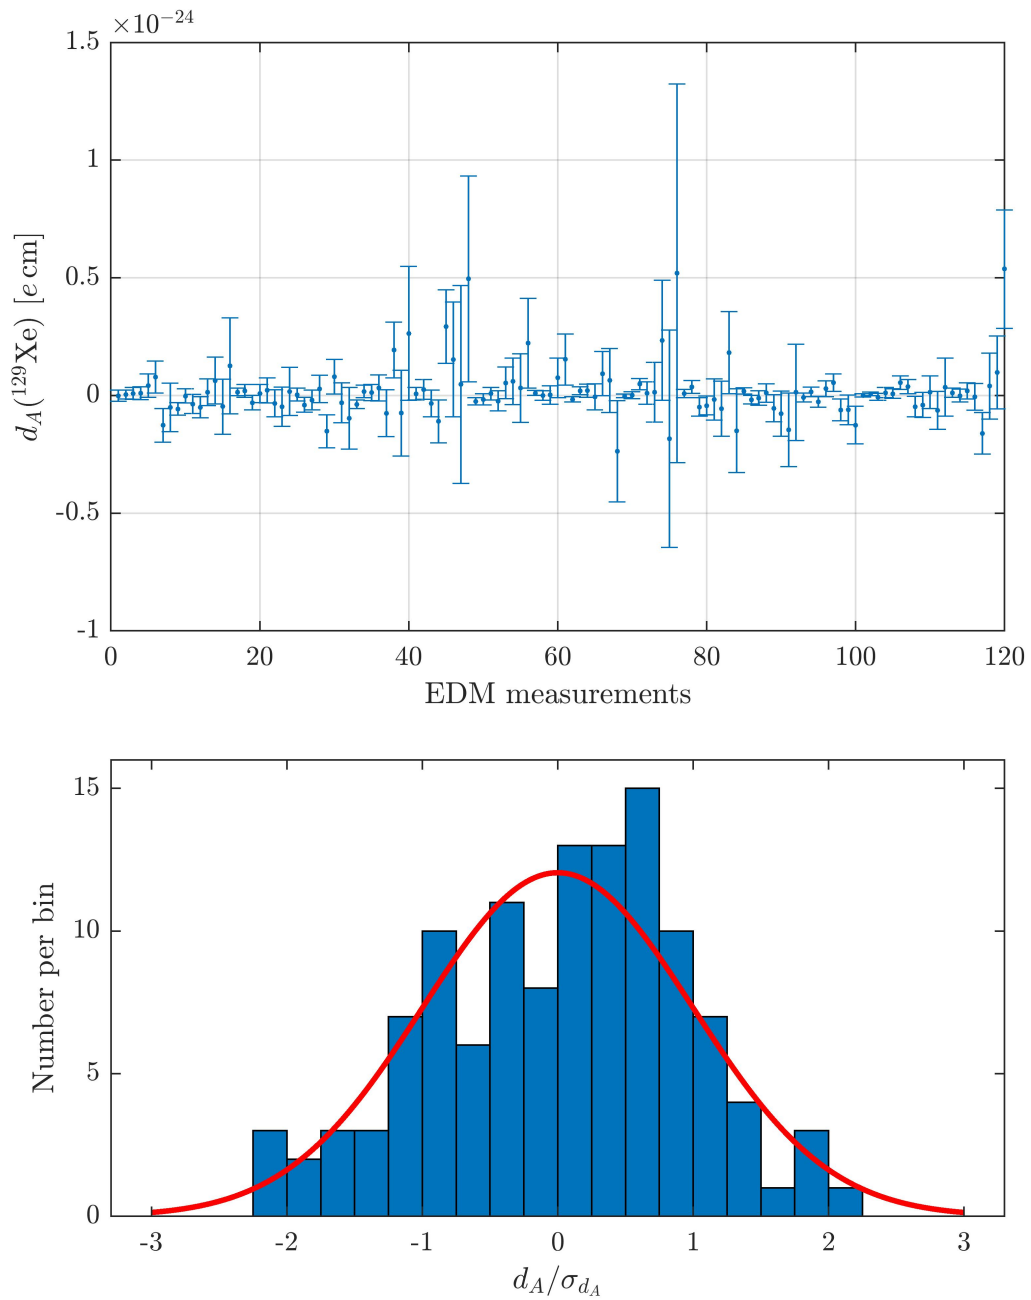 ×10⁻²⁴
1.5
1
0.5
0
-0.5
-1
d_A(¹²⁹Xe) [e cm]
0 20 40 60 80 100 120
EDM measurements
15
10
5
0
Number per bin
-3 -2 -1 0 1 2 3
d_A/σ_{d_A}